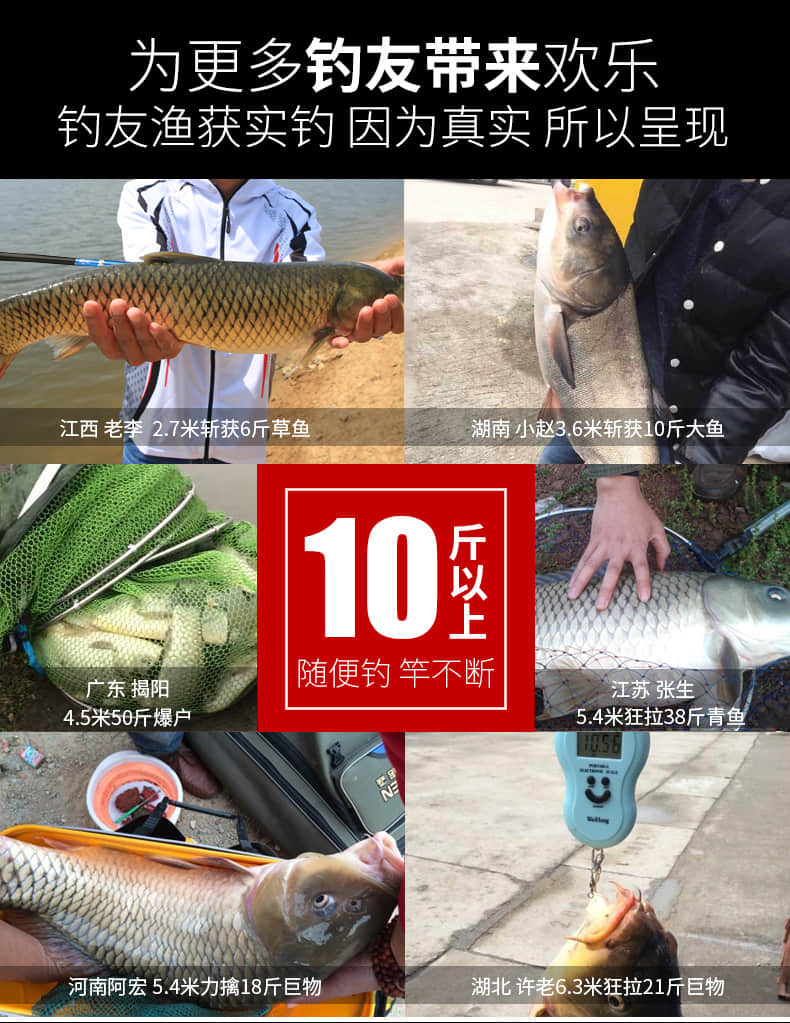 为更多钓友带来欢乐
钓友渔获实钓 因为真实 所以呈现
江西 老李 2.7米斩获6斤草鱼
湖南 小赵3.6米斩获10斤大鱼
10斤以上
随便钓 竿不断
广东 揭阳
4.5米50斤爆户
江苏 张生
5.4米狂拉38斤青鱼
10.56
PORTABLE
ELECTRONIC SCALE
WeiHeng
河南阿宏 5.4米力擒18斤巨物
湖北 许老6.3米狂拉21斤巨物